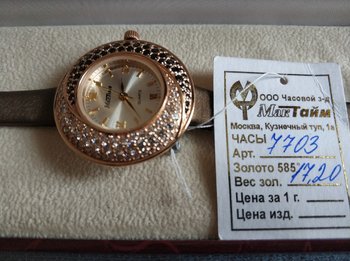 ООО Часовой з-д
МакТайм
Москва, Кузнечный туп, 1а
ЧАСЫ
Арт. 7703
Золото 585°
Вес зол. 17,20
Цена за 1 г.
Цена изд.